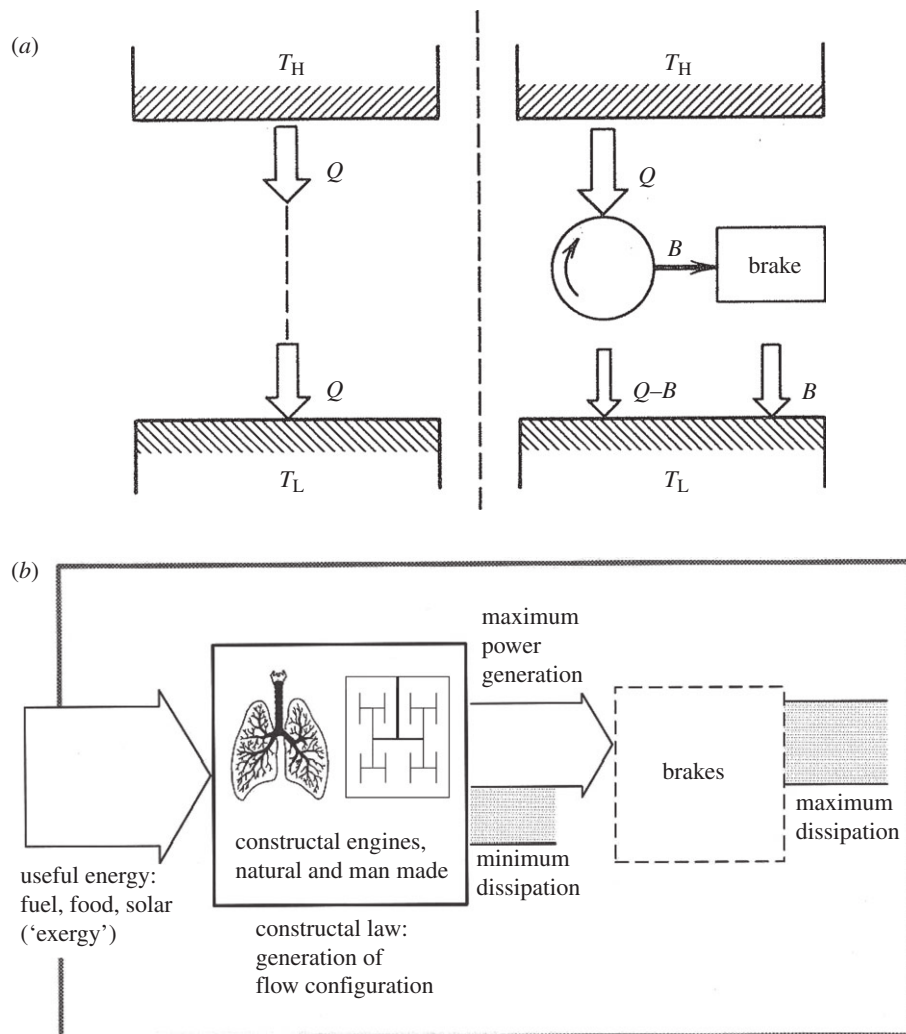 (a)
T_H
Q
Q
T_L
T_H
Q
B
brake
Q–B
B
T_L
(b)
useful energy:
fuel, food, solar
(‘exergy’)
constructal engines,
natural and man made
constructal law:
generation of
flow configuration
maximum
power
generation
minimum
dissipation
brakes
maximum
dissipation